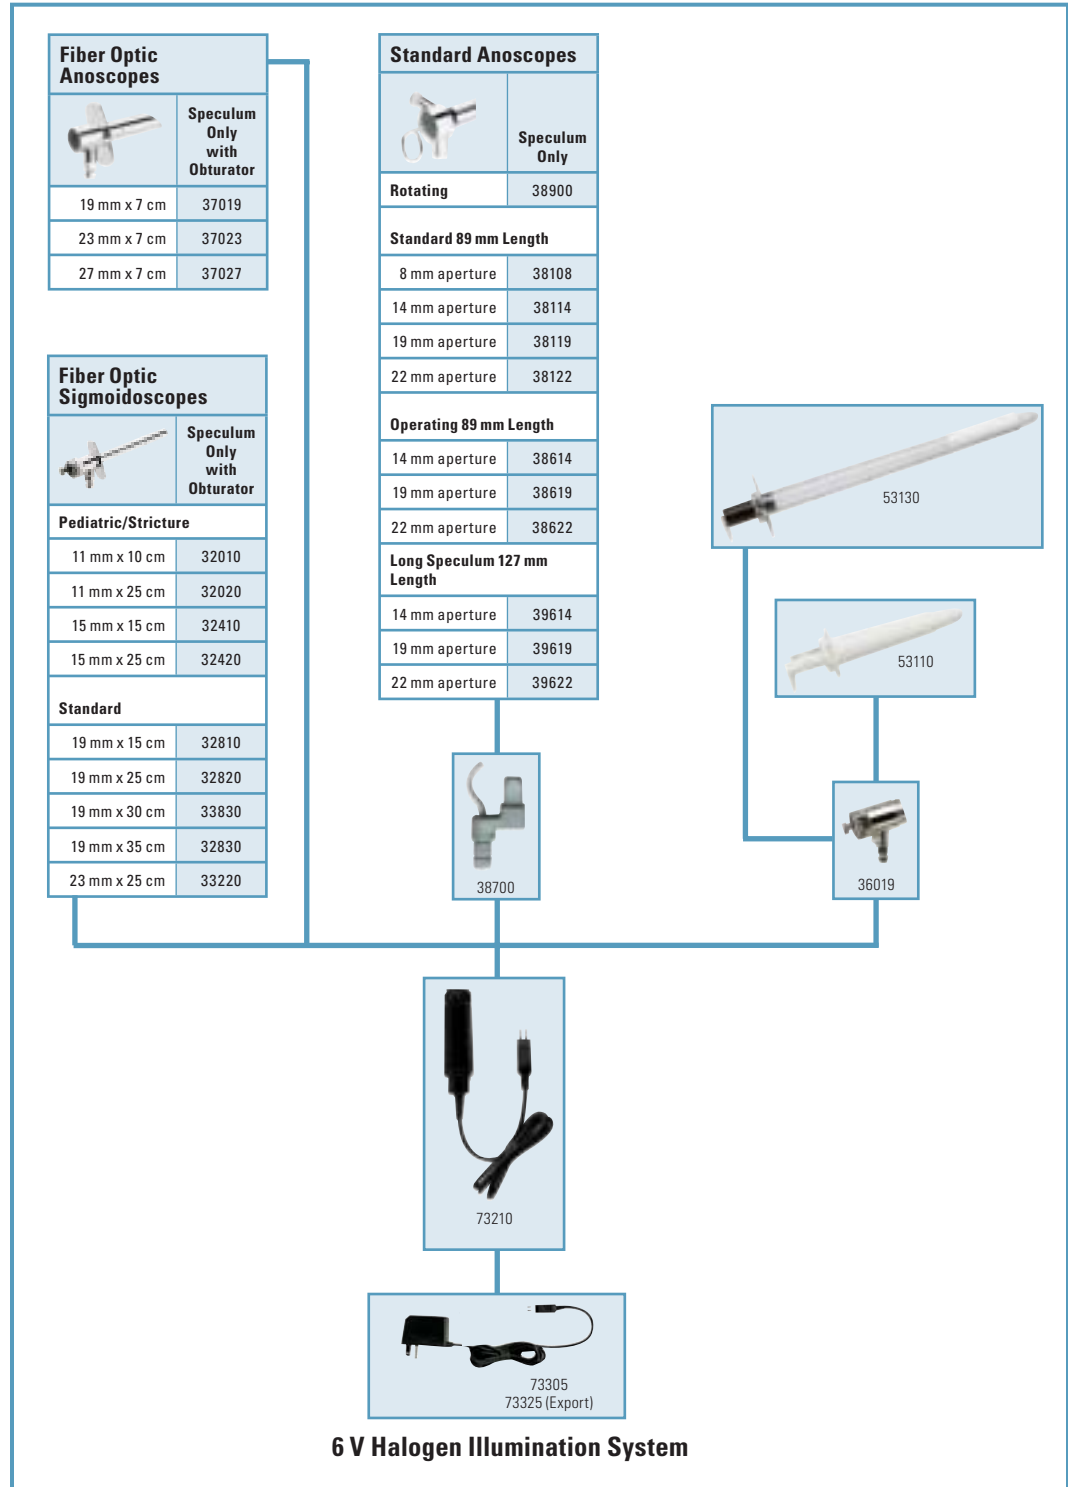 Fiber Optic
Anoscopes
Speculum
Only
with
Obturator
19 mm x 7 cm 37019
23 mm x 7 cm 37023
27 mm x 7 cm 37027
Fiber Optic
Sigmoidoscopes
Speculum
Only
with
Obturator
Pediatric/Stricture
11 mm x 10 cm 32010
11 mm x 25 cm 32020
15 mm x 15 cm 32410
15 mm x 25 cm 32420
Standard
19 mm x 15 cm 32810
19 mm x 25 cm 32820
19 mm x 30 cm 33830
19 mm x 35 cm 32830
23 mm x 25 cm 33220
Standard Anoscopes
Speculum
Only
Rotating 38900
Standard 89 mm Length
8 mm aperture 38108
14 mm aperture 38114
19 mm aperture 38119
22 mm aperture 38122
Operating 89 mm Length
14 mm aperture 38614
19 mm aperture 38619
22 mm aperture 38622
Long Speculum 127 mm
Length
14 mm aperture 39614
19 mm aperture 39619
22 mm aperture 39622
53130
53110
38700
36019
73210
73305
73325 (Export)
6 V Halogen Illumination System